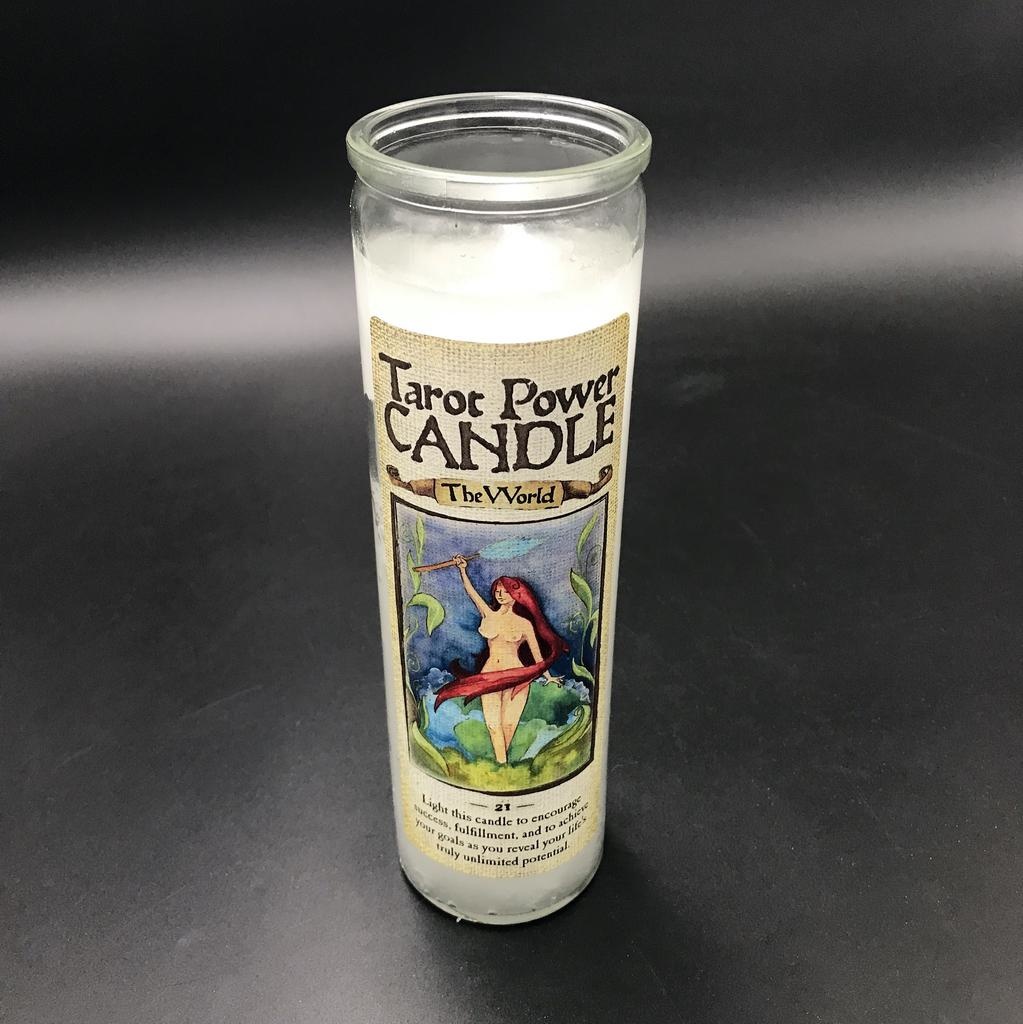 Tarot Power
CANDLE
The World
— 21 —
Light this candle to encourage
success, fulfillment, and to achieve
your goals as you reveal your life's
truly unlimited potential.